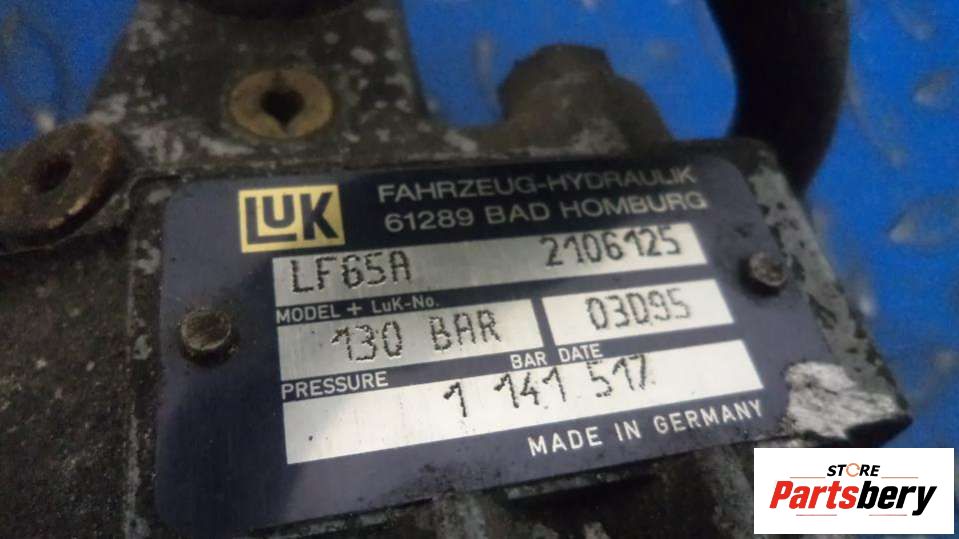 LuK
FAHRZEUG-HYDRAULIK
61289 BAD HOMBURG
LF65A 2106125
MODEL + LuK-No.
130 BAR 03D95
PRESSURE BAR DATE
1 141 517
MADE IN GERMANY
STORE
Partsbery